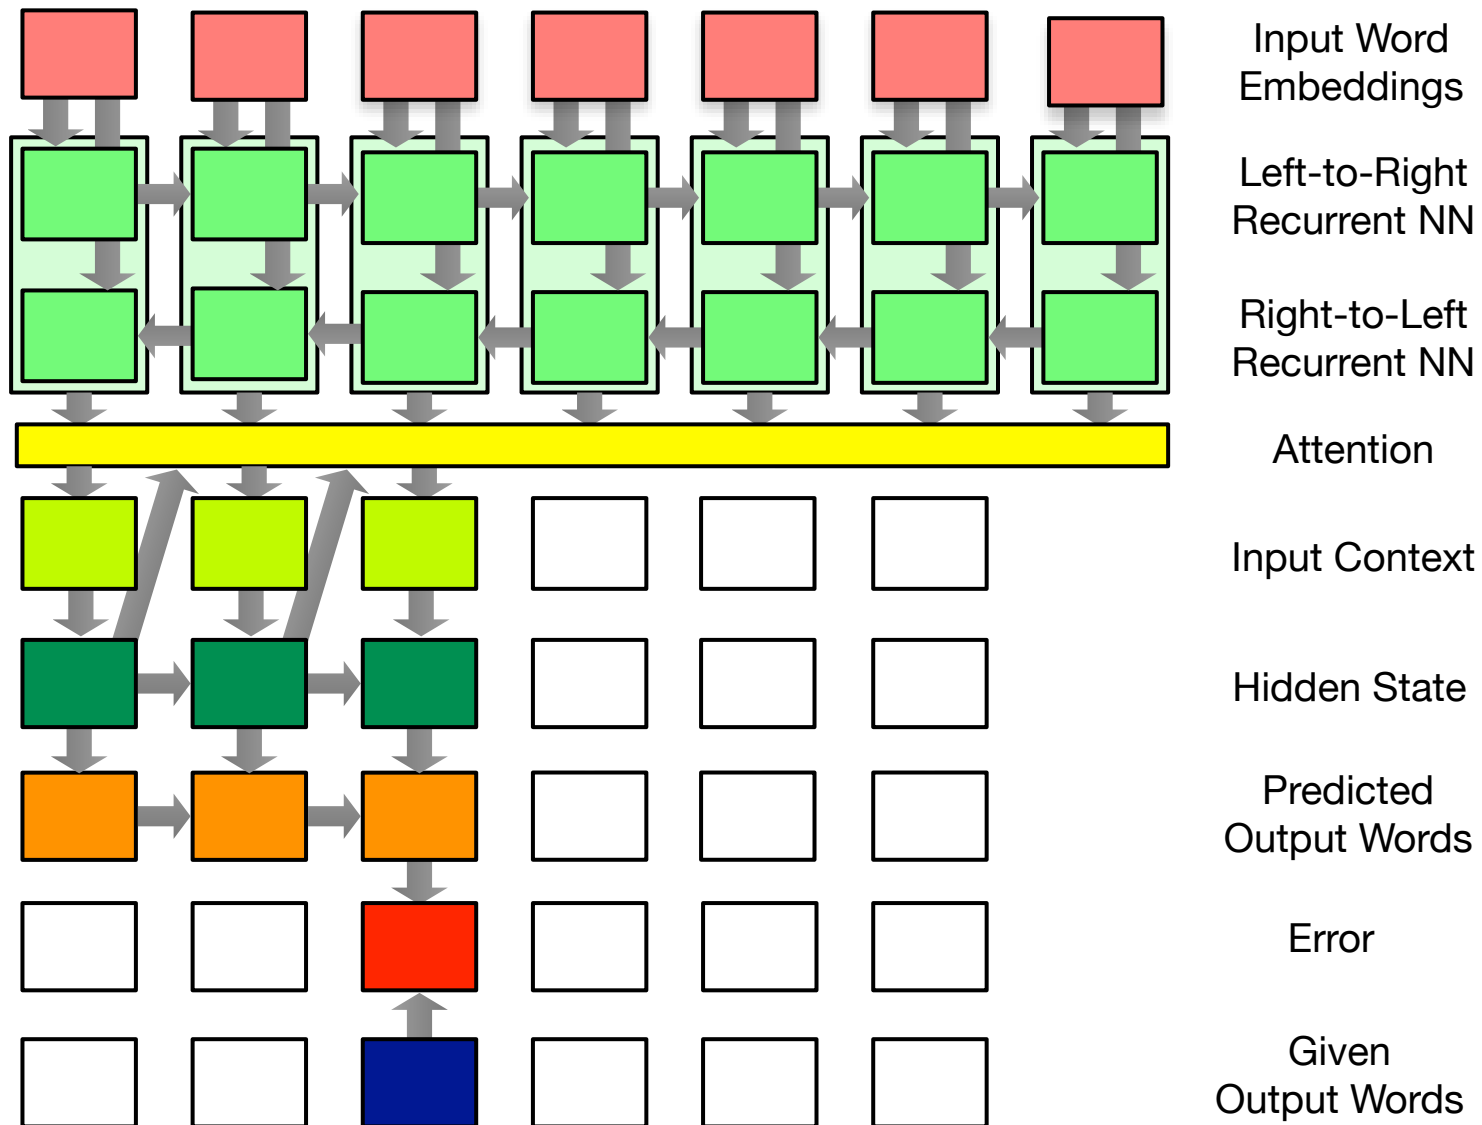 Input Word
Embeddings
Left-to-Right
Recurrent NN
Right-to-Left
Recurrent NN
Attention
Input Context
Hidden State
Predicted
Output Words
Error
Given
Output Words